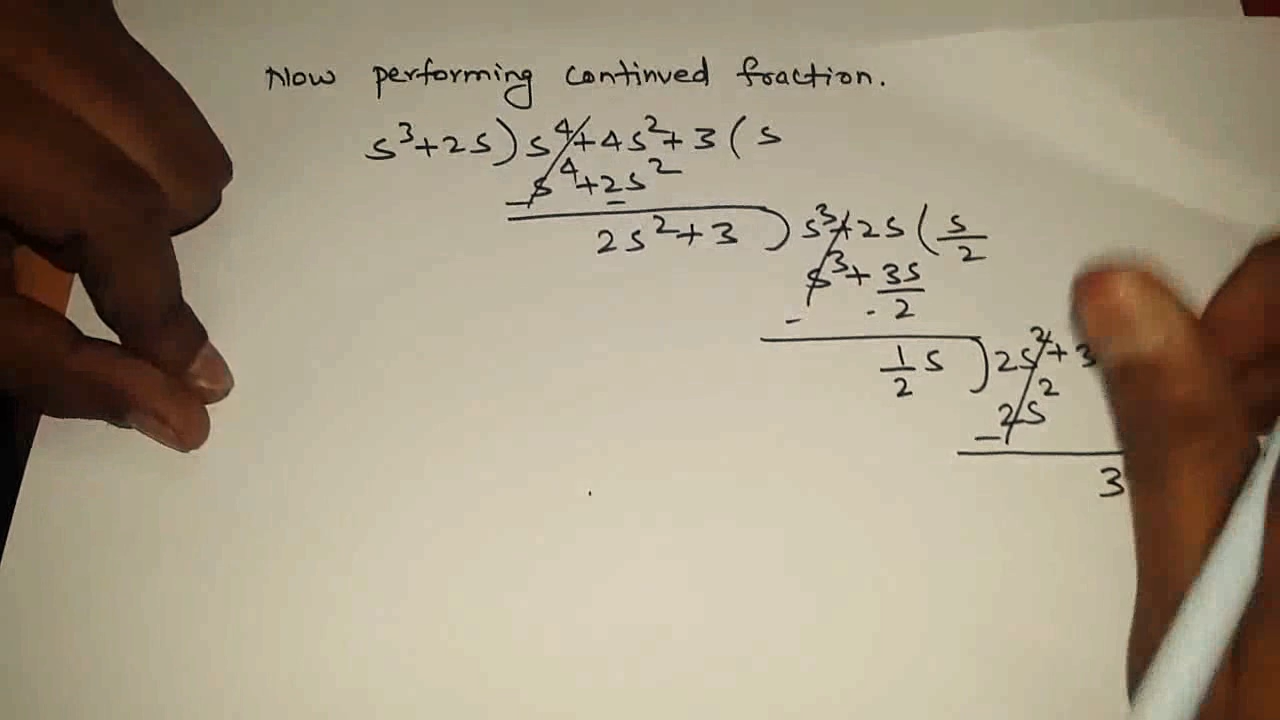 Now performing continued fraction.
s³+2s) s⁴+4s²+3 ( s
- s⁴+2s²
2s²+3 ) s³+2s ( s/2
- s³ + 3s/2
1/2 s ) 2s²+3
- 2s²
3